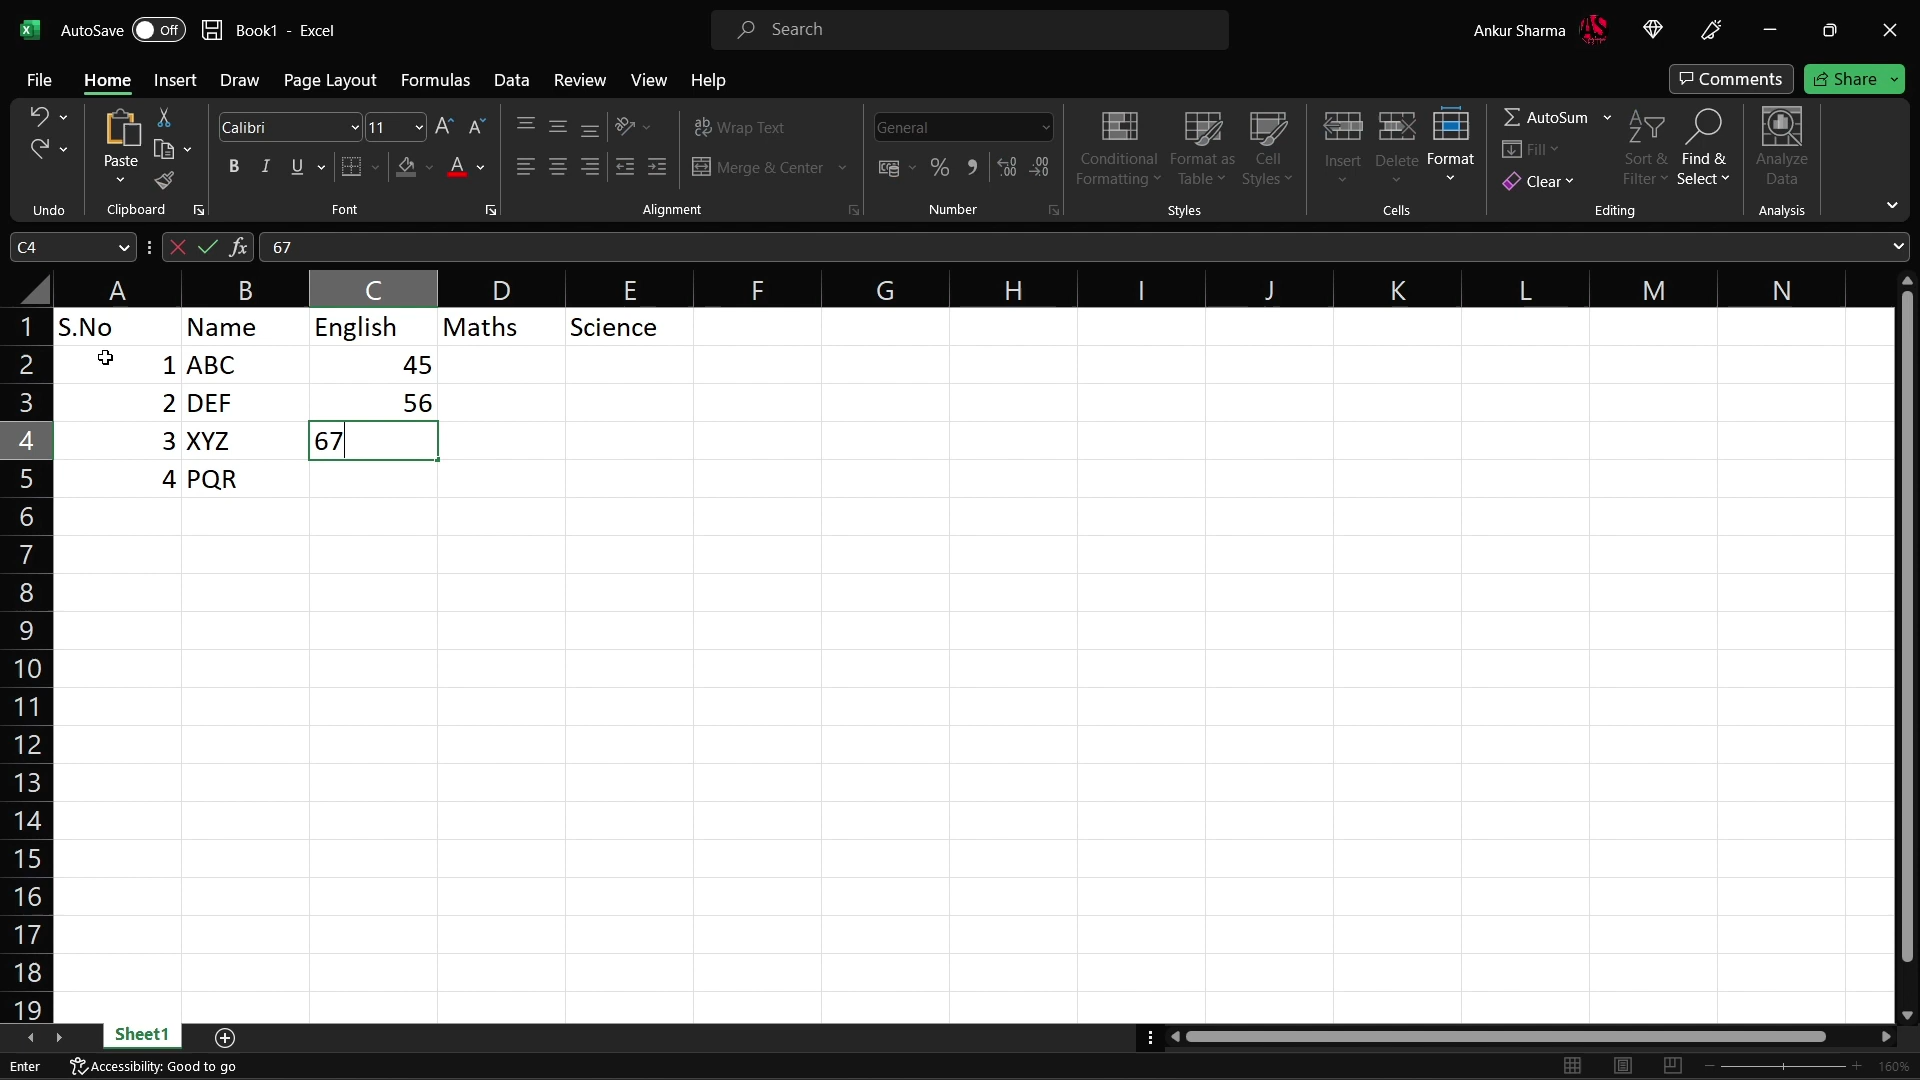 AutoSave Off Book1 - Excel Search Ankur Sharma
File Home Insert Draw Page Layout Formulas Data Review View Help Comments Share
Calibri 11 Wrap Text General AutoSum
Paste Insert Delete Format Fill
Conditional Formatting Format as Table Cell Styles Sort & Filter Find & Select Analyze Data
B I U Merge & Center % Clear
Undo Clipboard Font Alignment Number Styles Cells Editing Analysis
C4 fx 67
A B C D E F G H I J K L M N
1 S.No Name English Maths Science
2 1 ABC 45
3 2 DEF 56
4 3 XYZ 67
5 4 PQR
6
7
8
9
10
11
12
13
14
15
16
17
18
19
Sheet1
Enter Accessibility: Good to go 160%